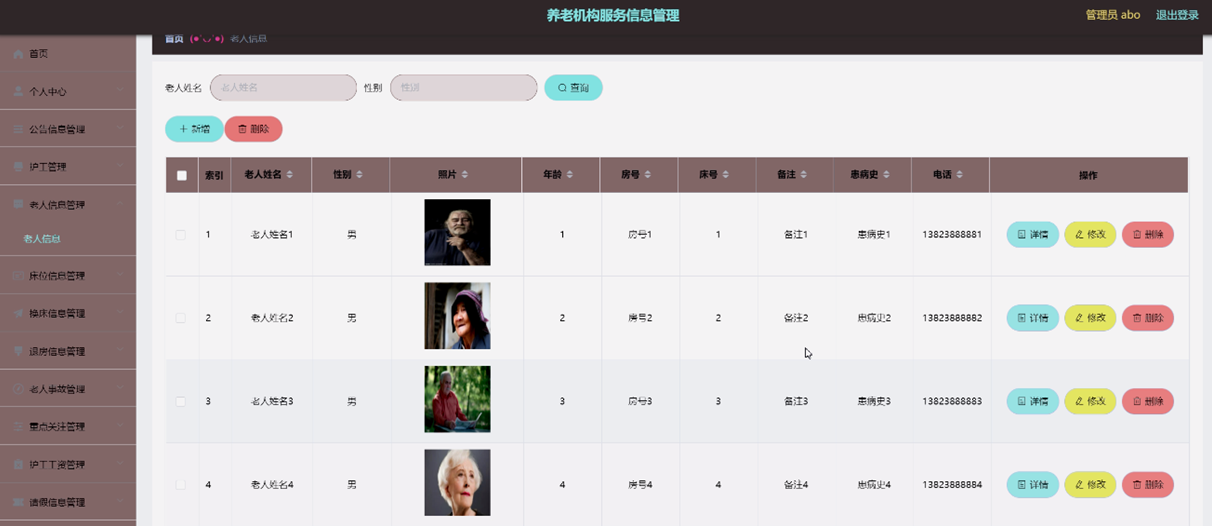 养老机构服务信息管理
管理员 abo 退出登录
首页 (●'◡'●) 老人信息
首页
个人中心
公告信息管理
护工管理
老人信息管理
老人信息
床位信息管理
换床信息管理
退房信息管理
老人事故管理
重点关注管理
护工工资管理
请假信息管理
老人姓名 老人姓名 性别 性别 查询
新增 删除
索引 老人姓名 性别 照片 年龄 房号 床号 备注 患病史 电话 操作
1 老人姓名1 男 1 房号1 1 备注1 患病史1 13823888881 详情 修改 删除
2 老人姓名2 男 2 房号2 2 备注2 患病史2 13823888882 详情 修改 删除
3 老人姓名3 男 3 房号3 3 备注3 患病史3 13823888883 详情 修改 删除
4 老人姓名4 男 4 房号4 4 备注4 患病史4 13823888884 详情 修改 删除